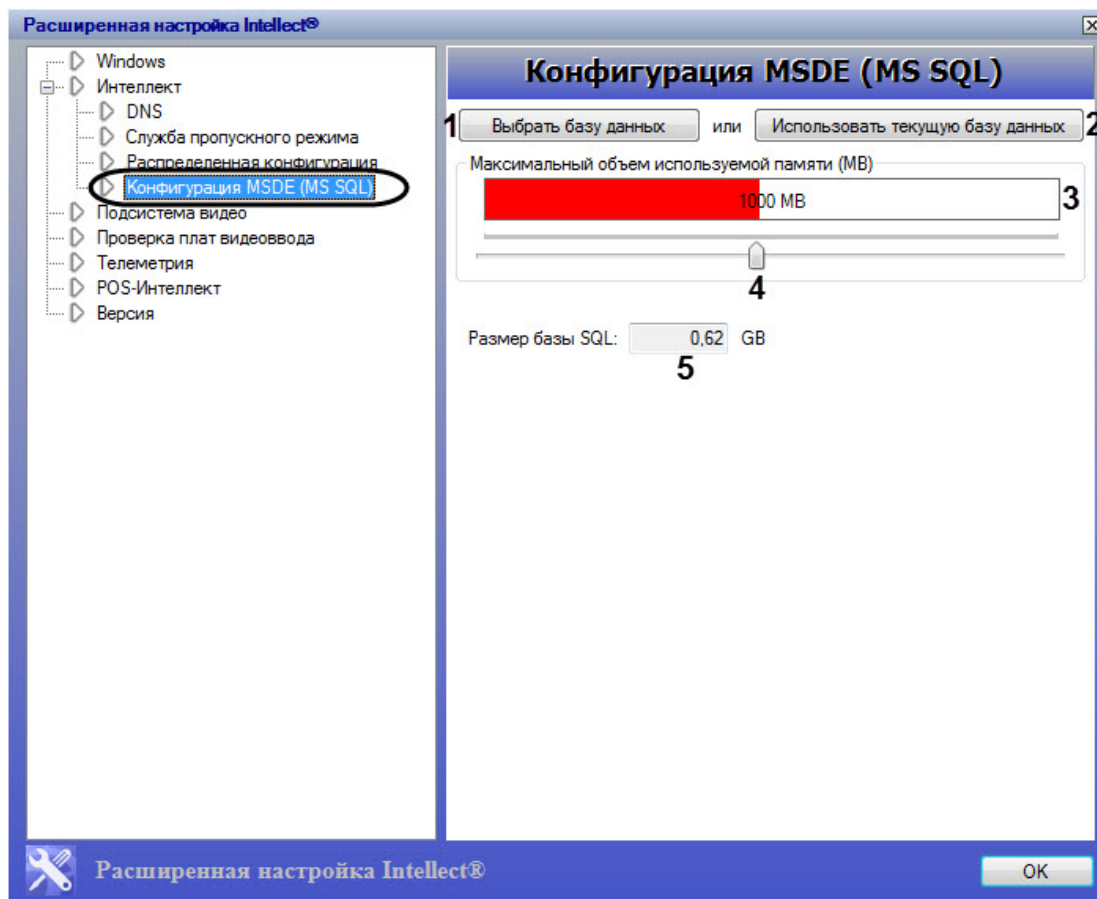 Расширенная настройка Intellect®
Windows
Интеллект
DNS
Служба пропускного режима
Распределенная конфигурация
Конфигурация MSDE (MS SQL)
Подсистема видео
Проверка плат видеоввода
Телеметрия
POS-Интеллект
Версия
Конфигурация MSDE (MS SQL)
1 Выбрать базу данных или Использовать текущую базу данных 2
Максимальный объем используемой памяти (MB)
1000 MB 3
4
Размер базы SQL: 0,62 GB
5
Расширенная настройка Intellect®
OK